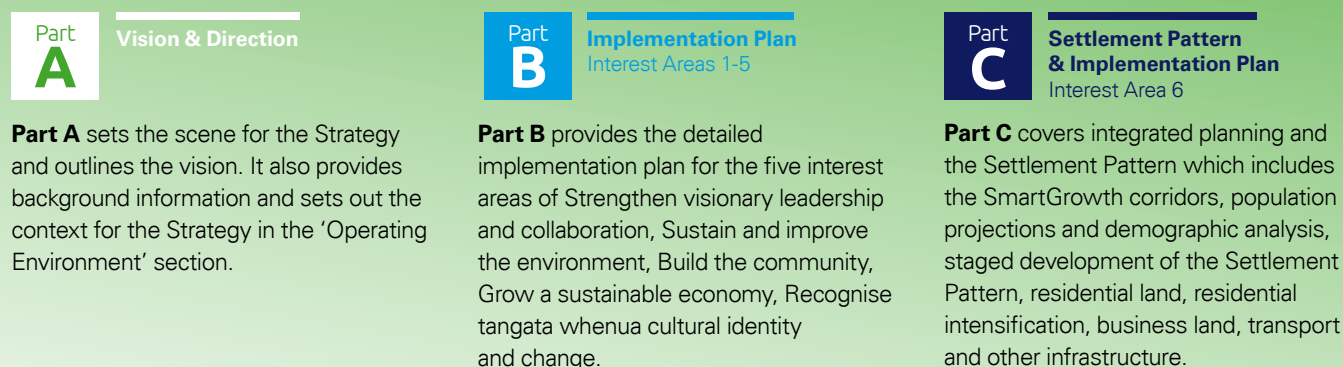 Part
A
Vision & Direction
Part A sets the scene for the Strategy
and outlines the vision. It also provides
background information and sets out the
context for the Strategy in the ‘Operating
Environment’ section.
Part
B
Implementation Plan
Interest Areas 1-5
Part B provides the detailed
implementation plan for the five interest
areas of Strengthen visionary leadership
and collaboration, Sustain and improve
the environment, Build the community,
Grow a sustainable economy, Recognise
tangata whenua cultural identity
and change.
Part
C
Settlement Pattern
& Implementation Plan
Interest Area 6
Part C covers integrated planning and
the Settlement Pattern which includes
the SmartGrowth corridors, population
projections and demographic analysis,
staged development of the Settlement
Pattern, residential land, residential
intensification, business land, transport
and other infrastructure.